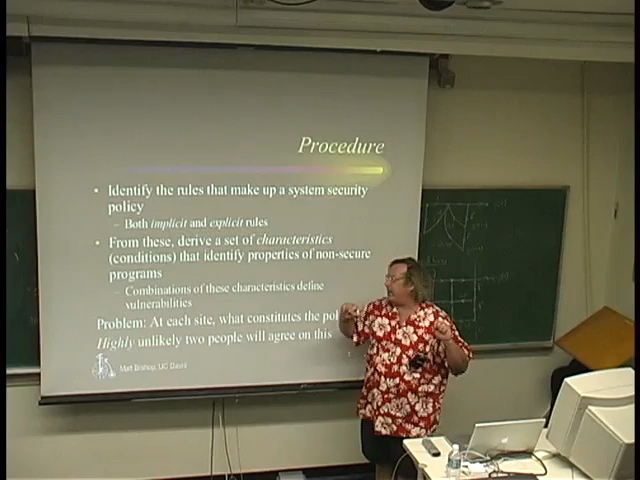 Procedure
• Identify the rules that make up a system security
policy
– Both implicit and explicit rules
• From these, derive a set of characteristics
(conditions) that identify properties of non-secure
programs
– Combinations of these characteristics define
vulnerabilities
Problem: At each site, what constitutes the pol
Highly unlikely two people will agree on this
Matt Bishop, UC Davis